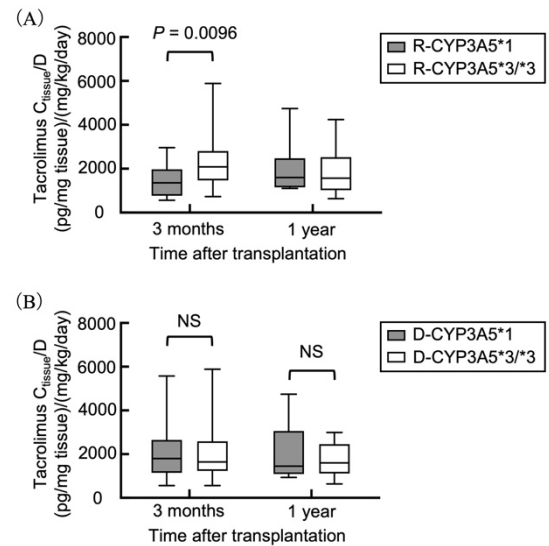 (A)
P = 0.0096
R-CYP3A5*1
R-CYP3A5*3/*3
Tacrolimus Ctissue/D
(pg/mg tissue)/(mg/kg/day)
8000
6000
4000
2000
0
3 months
1 year
Time after transplantation
(B)
NS
NS
D-CYP3A5*1
D-CYP3A5*3/*3
Tacrolimus Ctissue/D
(pg/mg tissue)/(mg/kg/day)
8000
6000
4000
2000
0
3 months
1 year
Time after transplantation